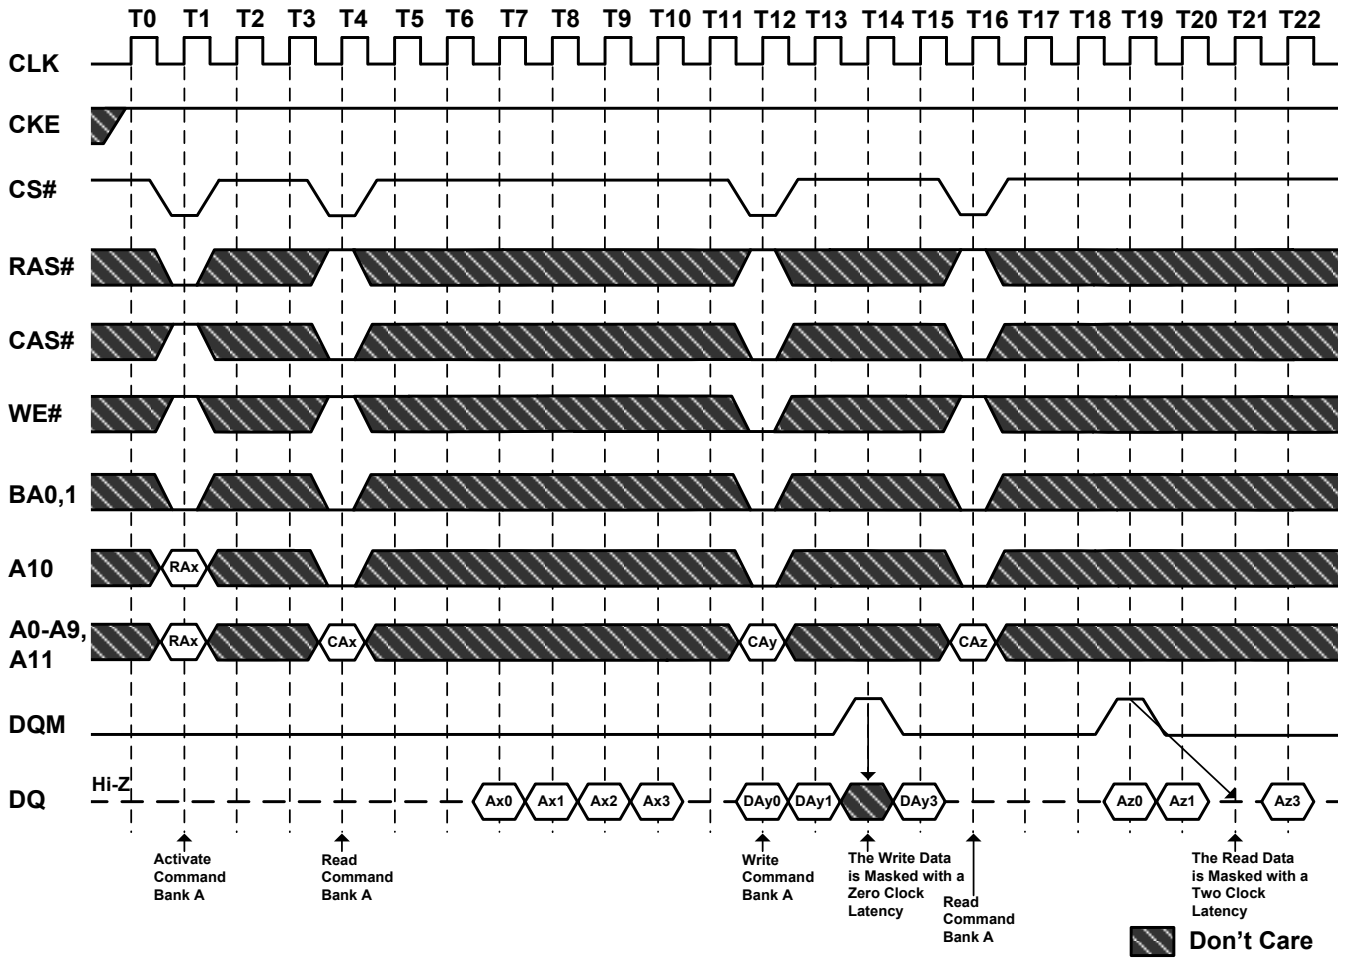 T0 T1 T2 T3 T4 T5 T6 T7 T8 T9 T10 T11 T12 T13 T14 T15 T16 T17 T18 T19 T20 T21 T22
CLK
CKE
CS#
RAS#
CAS#
WE#
BA0,1
A10
RAx
A0-A9,
A11
RAx CAx CAy CAz
DQM
Hi-Z
DQ
Ax0 Ax1 Ax2 Ax3 DAy0 DAy1 DAy3 Az0 Az1 Az3
Activate
Command
Bank A
Read
Command
Bank A
Write
Command
Bank A
The Write Data
is Masked with a
Zero Clock
Latency
Read
Command
Bank A
The Read Data
is Masked with a
Two Clock
Latency
Don't Care